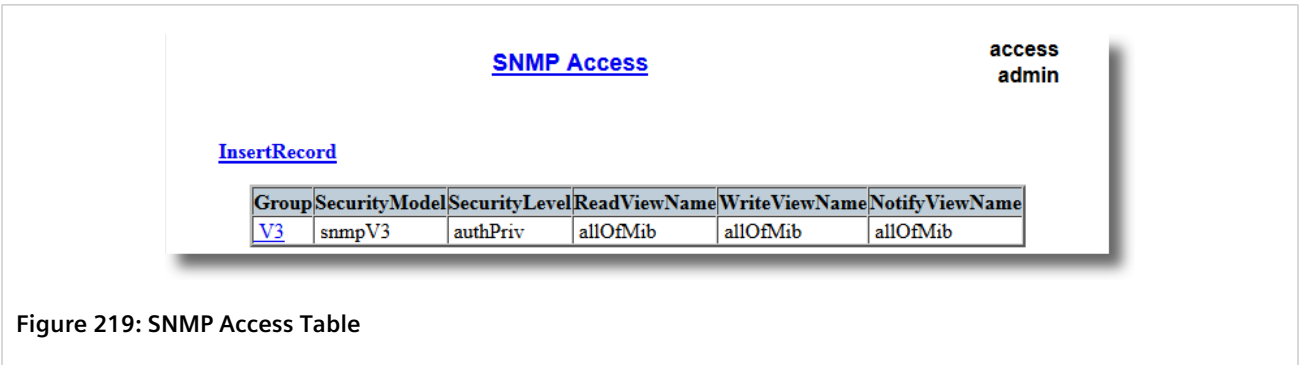 SNMP Access
access
admin
InsertRecord
Group SecurityModel SecurityLevel ReadViewName WriteViewName NotifyViewName
V3 snmpV3 authPriv allOfMib allOfMib allOfMib
Figure 219: SNMP Access Table